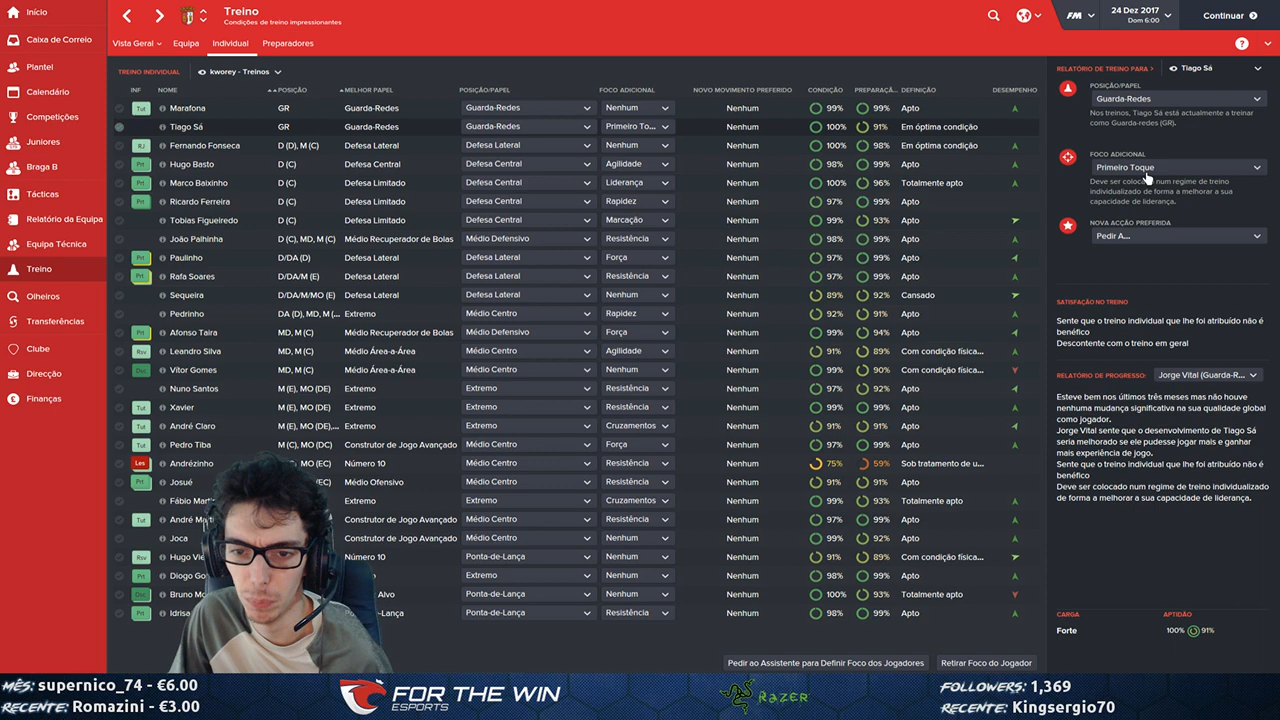 Início
Caixa de Correio
Plantel
Calendário
Competições
Juniores
Braga B
Tácticas
Relatório da Equipa
Equipa Técnica
Treino
Olheiros
Transferências
Clube
Direcção
Finanças
Treino
Condições de treino impressionantes
FM
24 Dez 2017
Dom 6:00
Continuar
Vista Geral
Equipa
Individual
Preparadores
?
TREINO INDIVIDUAL
kworey - Treinos
INF NOME POSIÇÃO MELHOR PAPEL POSIÇÃO/PAPEL FOCO ADICIONAL NOVO MOVIMENTO PREFERIDO CONDIÇÃO PREPARAÇ... DEFINIÇÃO DESEMPENHO
Tut Marafona GR Guarda-Redes Guarda-Redes Nenhum Nenhum 99% 99% Apto
Tiago Sá GR Guarda-Redes Guarda-Redes Primeiro To... Nenhum 100% 91% Em óptima condição
RJ Fernando Fonseca D (D), M (C) Defesa Lateral Defesa Lateral Nenhum Nenhum 100% 98% Em óptima condição
Prt Hugo Basto D (C) Defesa Central Defesa Central Agilidade Nenhum 98% 99% Apto
Prt Marco Baixinho D (C) Defesa Limitado Defesa Central Liderança Nenhum 100% 96% Totalmente apto
Prt Ricardo Ferreira D (C) Defesa Limitado Defesa Central Rapidez Nenhum 97% 99% Apto
Tobias Figueiredo D (C) Defesa Limitado Defesa Central Marcação Nenhum 99% 93% Apto
João Palhinha D (C), MD, M (C) Médio Recuperador de Bolas Médio Defensivo Resistência Nenhum 98% 99% Apto
Prt Paulinho D/DA (D) Defesa Lateral Defesa Lateral Força Nenhum 99% 99% Apto
Prt Rafa Soares D/DA/M (E) Defesa Lateral Defesa Lateral Resistência Nenhum 97% 99% Apto
Sequeira D/DA/M/MO (E) Defesa Lateral Defesa Lateral Nenhum Nenhum 89% 92% Cansado
Pedrinho DA (D), MD, M (... Extremo Médio Centro Rapidez Nenhum 92% 91% Apto
Prt Afonso Taira MD, M (C) Médio Recuperador de Bolas Médio Defensivo Força Nenhum 99% 94% Apto
Rsv Leandro Silva MD, M (C) Médio Área-a-Área Médio Centro Agilidade Nenhum 91% 89% Com condição física...
Dsc Vítor Gomes MD, M (C) Médio Área-a-Área Médio Centro Nenhum Nenhum 99% 90% Com condição física...
Nuno Santos M (E), MO (DE) Extremo Extremo Resistência Nenhum 97% 92% Apto
Tut Xavier M (E), MO (DE) Extremo Extremo Resistência Nenhum 99% 99% Apto
Tut André Claro M (E), MO (DE),... Extremo Extremo Cruzamentos Nenhum 91% 91% Apto
Tut Pedro Tiba M (C), MO (DC) Construtor de Jogo Avançado Médio Centro Força Nenhum 97% 99% Apto
Les Andrézinho MO (EC) Número 10 Médio Centro Resistência Nenhum 75% 59% Sob tratamento de u...
Prt Josué (EC) Médio Ofensivo Médio Centro Resistência Nenhum 91% 91% Apto
Fábio Extremo Extremo Cruzamentos Nenhum 99% 93% Totalmente apto
Tut André Construtor de Jogo Avançado Médio Centro Resistência Nenhum 97% 99% Apto
Joca Construtor de Jogo Avançado Médio Centro Nenhum Nenhum 99% 92% Apto
Rsv Hugo Número 10 Ponta-de-Lança Nenhum Nenhum 91% 89% Com condição física...
Prt Diogo Extremo Nenhum Nenhum 98% 99% Apto
Dsc Bruno Alvo Ponta-de-Lança Nenhum Nenhum 100% 93% Totalmente apto
Prt Idrisa -Lança Ponta-de-Lança Resistência Nenhum 98% 99% Apto
Pedir ao Assistente para Definir Foco dos Jogadores
Retirar Foco do Jogador
RELATÓRIO DE TREINO PARA >
Tiago Sá
POSIÇÃO/PAPEL
Guarda-Redes
Nos treinos, Tiago Sá está actualmente a treinar
como Guarda-redes (GR).
FOCO ADICIONAL
Primeiro Toque
Deve ser colocado num regime de treino
individualizado de forma a melhorar a sua
capacidade de liderança.
NOVA ACÇÃO PREFERIDA
Pedir A...
SATISFAÇÃO NO TREINO
Sente que o treino individual que lhe foi atribuído não é
benéfico
Descontente com o treino em geral
RELATÓRIO DE PROGRESSO:
Jorge Vital (Guarda-R...
Esteve bem nos últimos três meses mas não houve
nenhuma mudança significativa na sua qualidade global
como jogador.
Jorge Vital sente que o desenvolvimento de Tiago Sá
seria melhorado se ele pudesse jogar mais e ganhar
mais experiência de jogo.
Sente que o treino individual que lhe foi atribuído não é
benéfico
Deve ser colocado num regime de treino individualizado
de forma a melhorar a sua capacidade de liderança.
CARGA
Forte
APTIDÃO
100% 91%
MÊS: supernico_74 - €6.00
RECENTE: Romazini - €3.00
FOR THE WIN
ESPORTS
RAZER
FOLLOWERS: 1,369
RECENTE: Kingsergio70